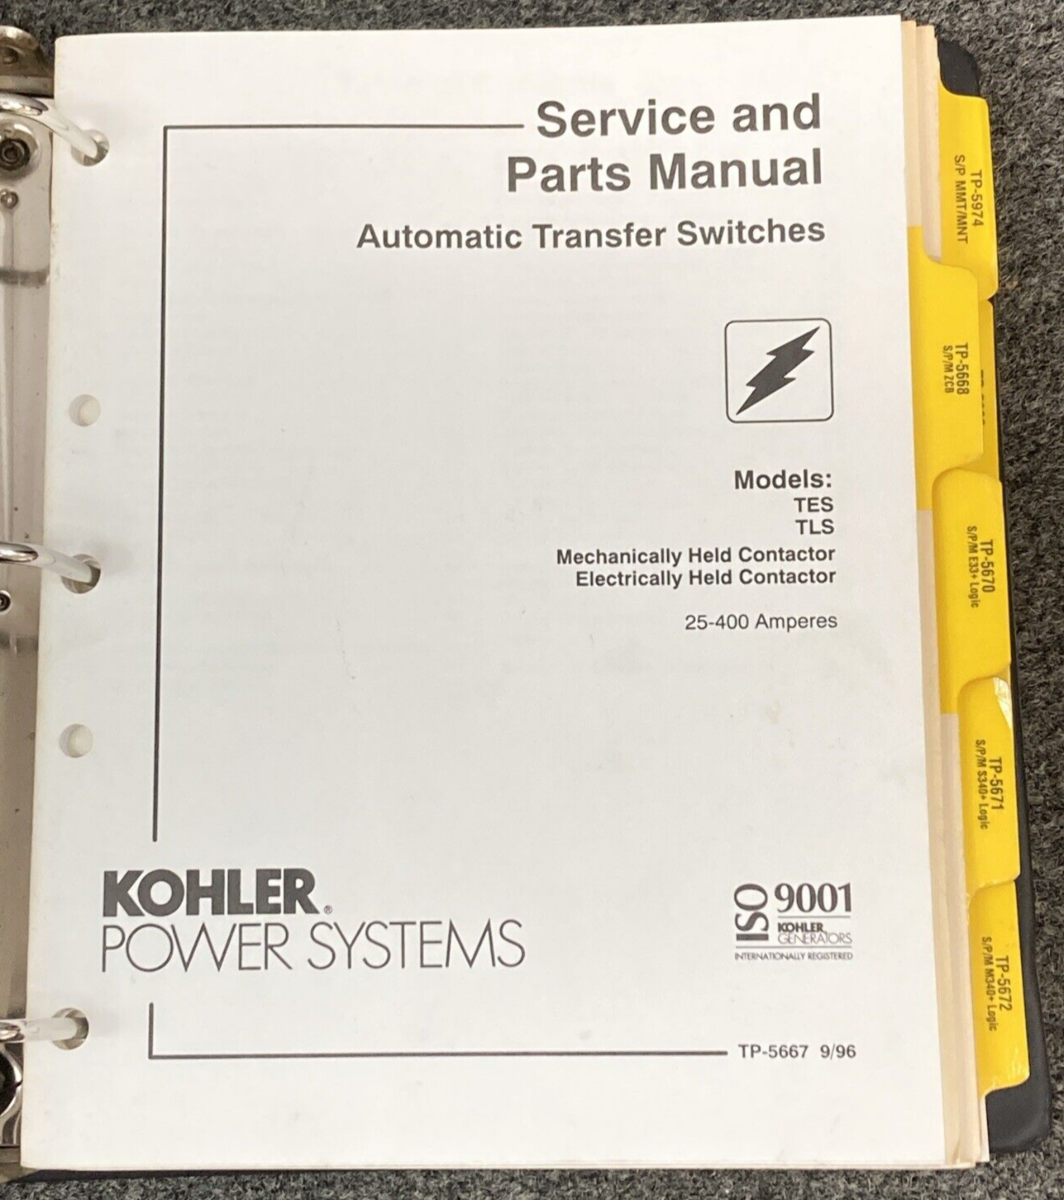 Service and
Parts Manual
Automatic Transfer Switches
Models:
TES
TLS
Mechanically Held Contactor
Electrically Held Contactor
25-400 Amperes
KOHLER®
POWER SYSTEMS
ISO 9001
KOHLER
GENERATORS
INTERNATIONALLY REGISTERED
TP-5667 9/96
TP-5974
S/P MMT/MNT
TP-5668
S/P/M ZCB
TP-5670
S/P/M E33+ Logic
TP-5671
S/P/M S340+ Logic
TP-5672
S/P/M M340+ Logic